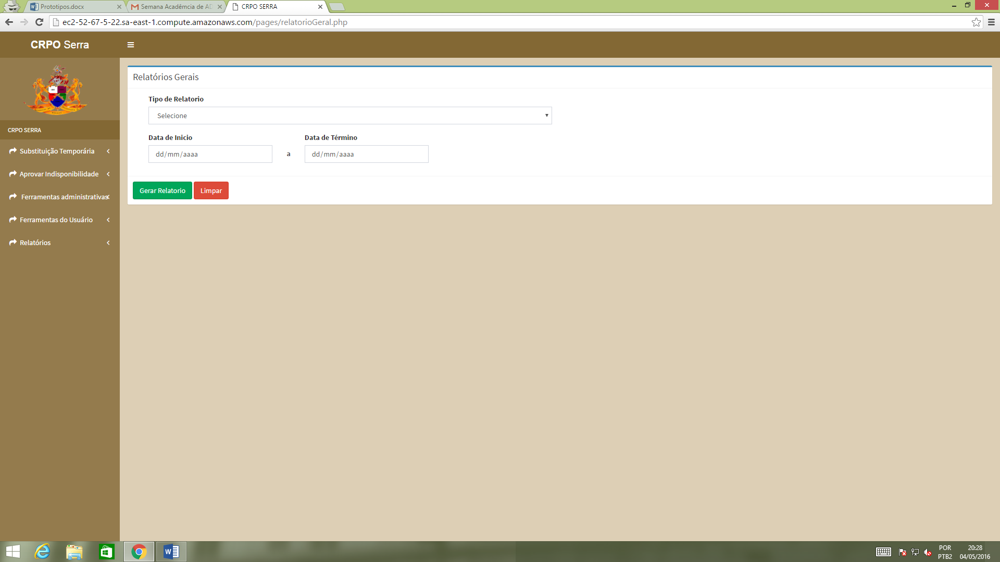 Prototipos.docx
Semana Acadêmcia de AD
CRPO SERRA
ec2-52-67-5-22.sa-east-1.compute.amazonaws.com/pages/relatorioGeral.php
CRPO Serra
CRPO SERRA
Substituição Temporária
Aprovar Indisponibilidade
Ferramentas administrativas
Ferramentas do Usuário
Relatórios
Relatórios Gerais
Tipo de Relatorio
Selecione
Data de Inicio
Data de Término
dd/mm/aaaa
a
dd/mm/aaaa
Gerar Relatorio
Limpar
POR
PTB2
20:28
04/05/2016